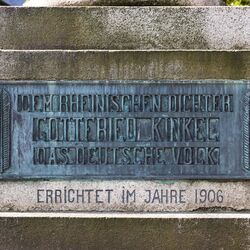 DEM RHEINISCHEN DICHTER
GOTTFRIED KINKEL
DAS DEUTSCHE VOLK
ERRICHTET IM JAHRE 1906